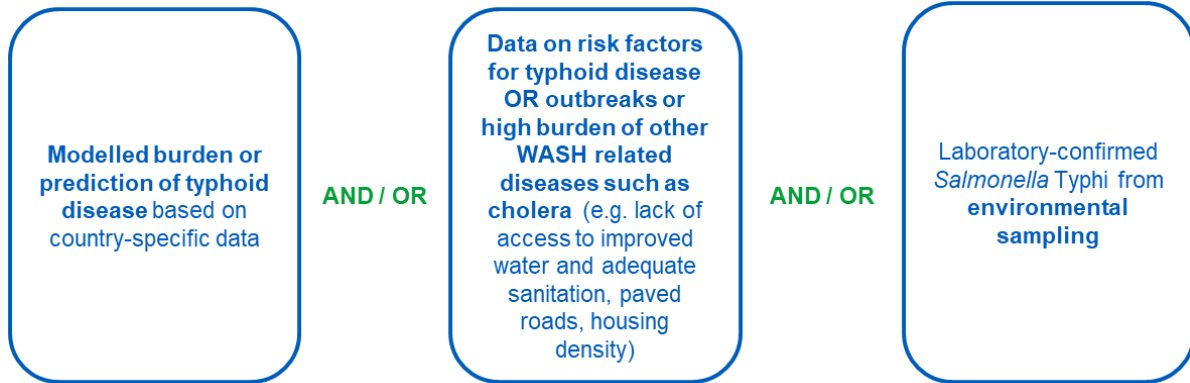 Modelled burden or
prediction of typhoid
disease based on
country-specific data
AND / OR
Data on risk factors
for typhoid disease
OR outbreaks or
high burden of other
WASH related
diseases such as
cholera (e.g. lack of
access to improved
water and adequate
sanitation, paved
roads, housing
density)
AND / OR
Laboratory-confirmed
Salmonella Typhi from
environmental
sampling